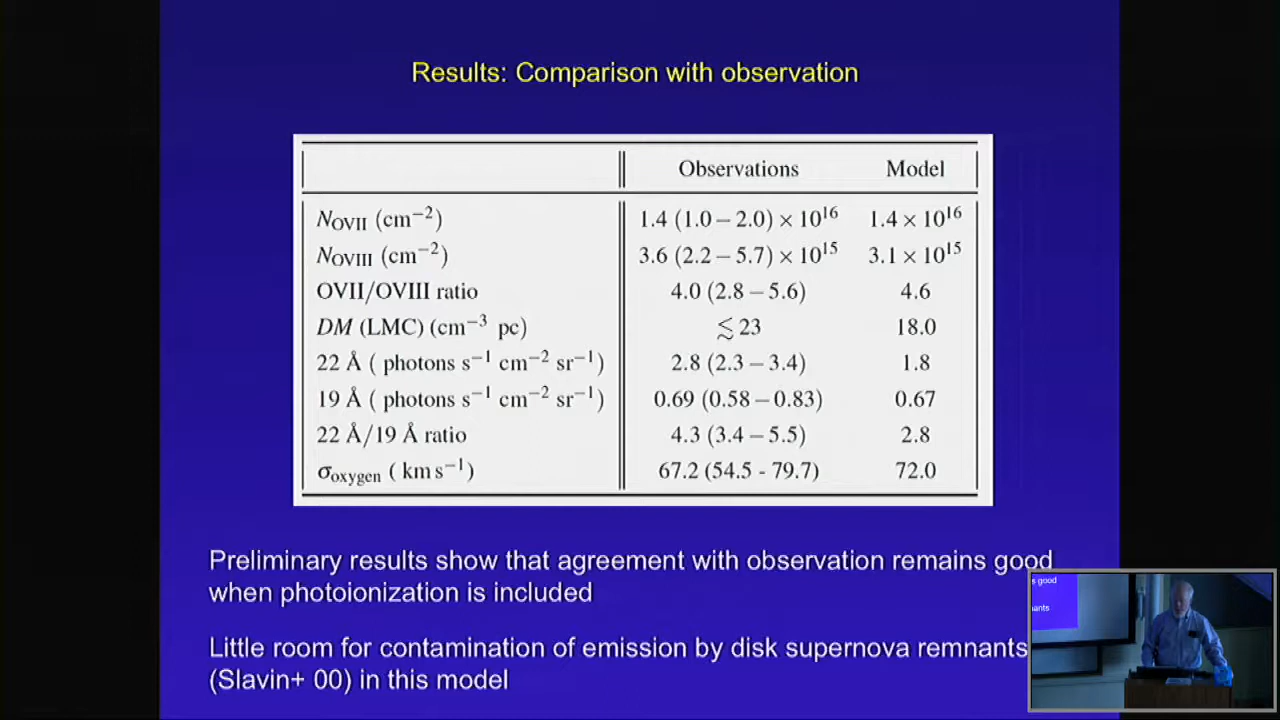 Results: Comparison with observation
Observations Model
N_OVII (cm⁻²) 1.4 (1.0 – 2.0) × 10¹⁶ 1.4 × 10¹⁶
N_OVIII (cm⁻²) 3.6 (2.2 – 5.7) × 10¹⁵ 3.1 × 10¹⁵
OVII/OVIII ratio 4.0 (2.8 – 5.6) 4.6
DM (LMC) (cm⁻³ pc) ≲ 23 18.0
22 Å ( photons s⁻¹ cm⁻² sr⁻¹) 2.8 (2.3 – 3.4) 1.8
19 Å ( photons s⁻¹ cm⁻² sr⁻¹) 0.69 (0.58 – 0.83) 0.67
22 Å/19 Å ratio 4.3 (3.4 – 5.5) 2.8
σ_oxygen ( km s⁻¹) 67.2 (54.5 - 79.7) 72.0
Preliminary results show that agreement with observation remains good
when photoionization is included
Little room for contamination of emission by disk supernova remnants
(Slavin+ 00) in this model
s good
nants